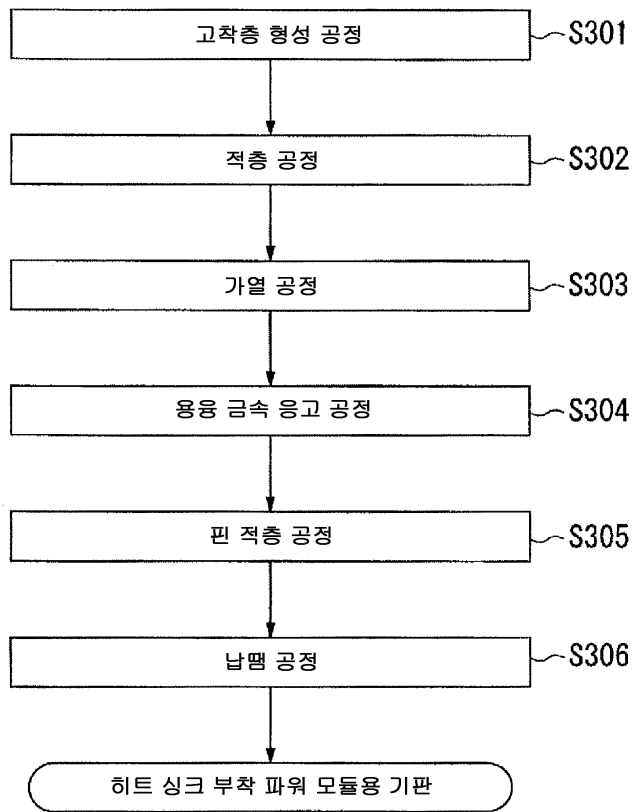 고착층 형성 공정 S301
적층 공정 S302
가열 공정 S303
용융 금속 응고 공정 S304
핀 적층 공정 S305
납땜 공정 S306
히트 싱크 부착 파워 모듈용 기판